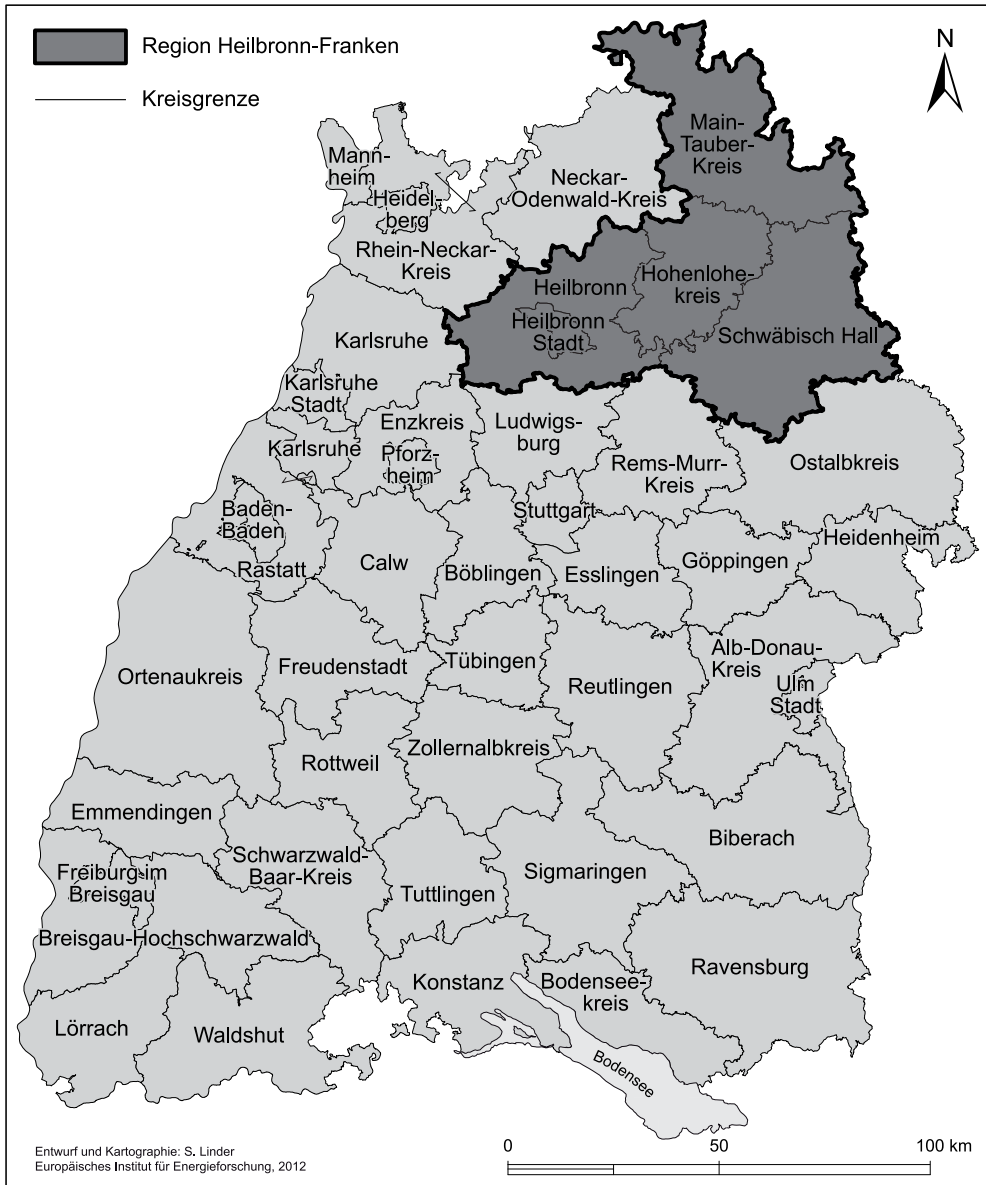 Region Heilbronn-Franken
Kreisgrenze
N
Main-
Tauber-
Kreis
Mann-
heim
Neckar-
Odenwald-Kreis
Heidel-
berg
Rhein-Neckar-
Kreis
Hohenlohe-
kreis
Heilbronn
Heilbronn
Stadt
Schwäbisch Hall
Karlsruhe
Karlsruhe
Stadt
Enzkreis
Ludwigs-
burg
Karlsruhe
Pforz-
heim
Rems-Murr-
Kreis
Ostalbkreis
Baden-
Baden
Stuttgart
Heidenheim
Rastatt
Calw
Böblingen
Esslingen
Göppingen
Ortenaukreis
Freudenstadt
Tübingen
Reutlingen
Alb-Donau-
Kreis
Ulm
Stadt
Rottweil
Zollernalbkreis
Emmendingen
Biberach
Schwarzwald-
Baar-Kreis
Freiburg im
Breisgau
Tuttlingen
Sigmaringen
Breisgau-Hochschwarzwald
Ravensburg
Konstanz
Bodensee-
kreis
Lörrach
Waldshut
Bodensee
Entwurf und Kartographie: S. Linder
Europäisches Institut für Energieforschung, 2012
0 50 100 km